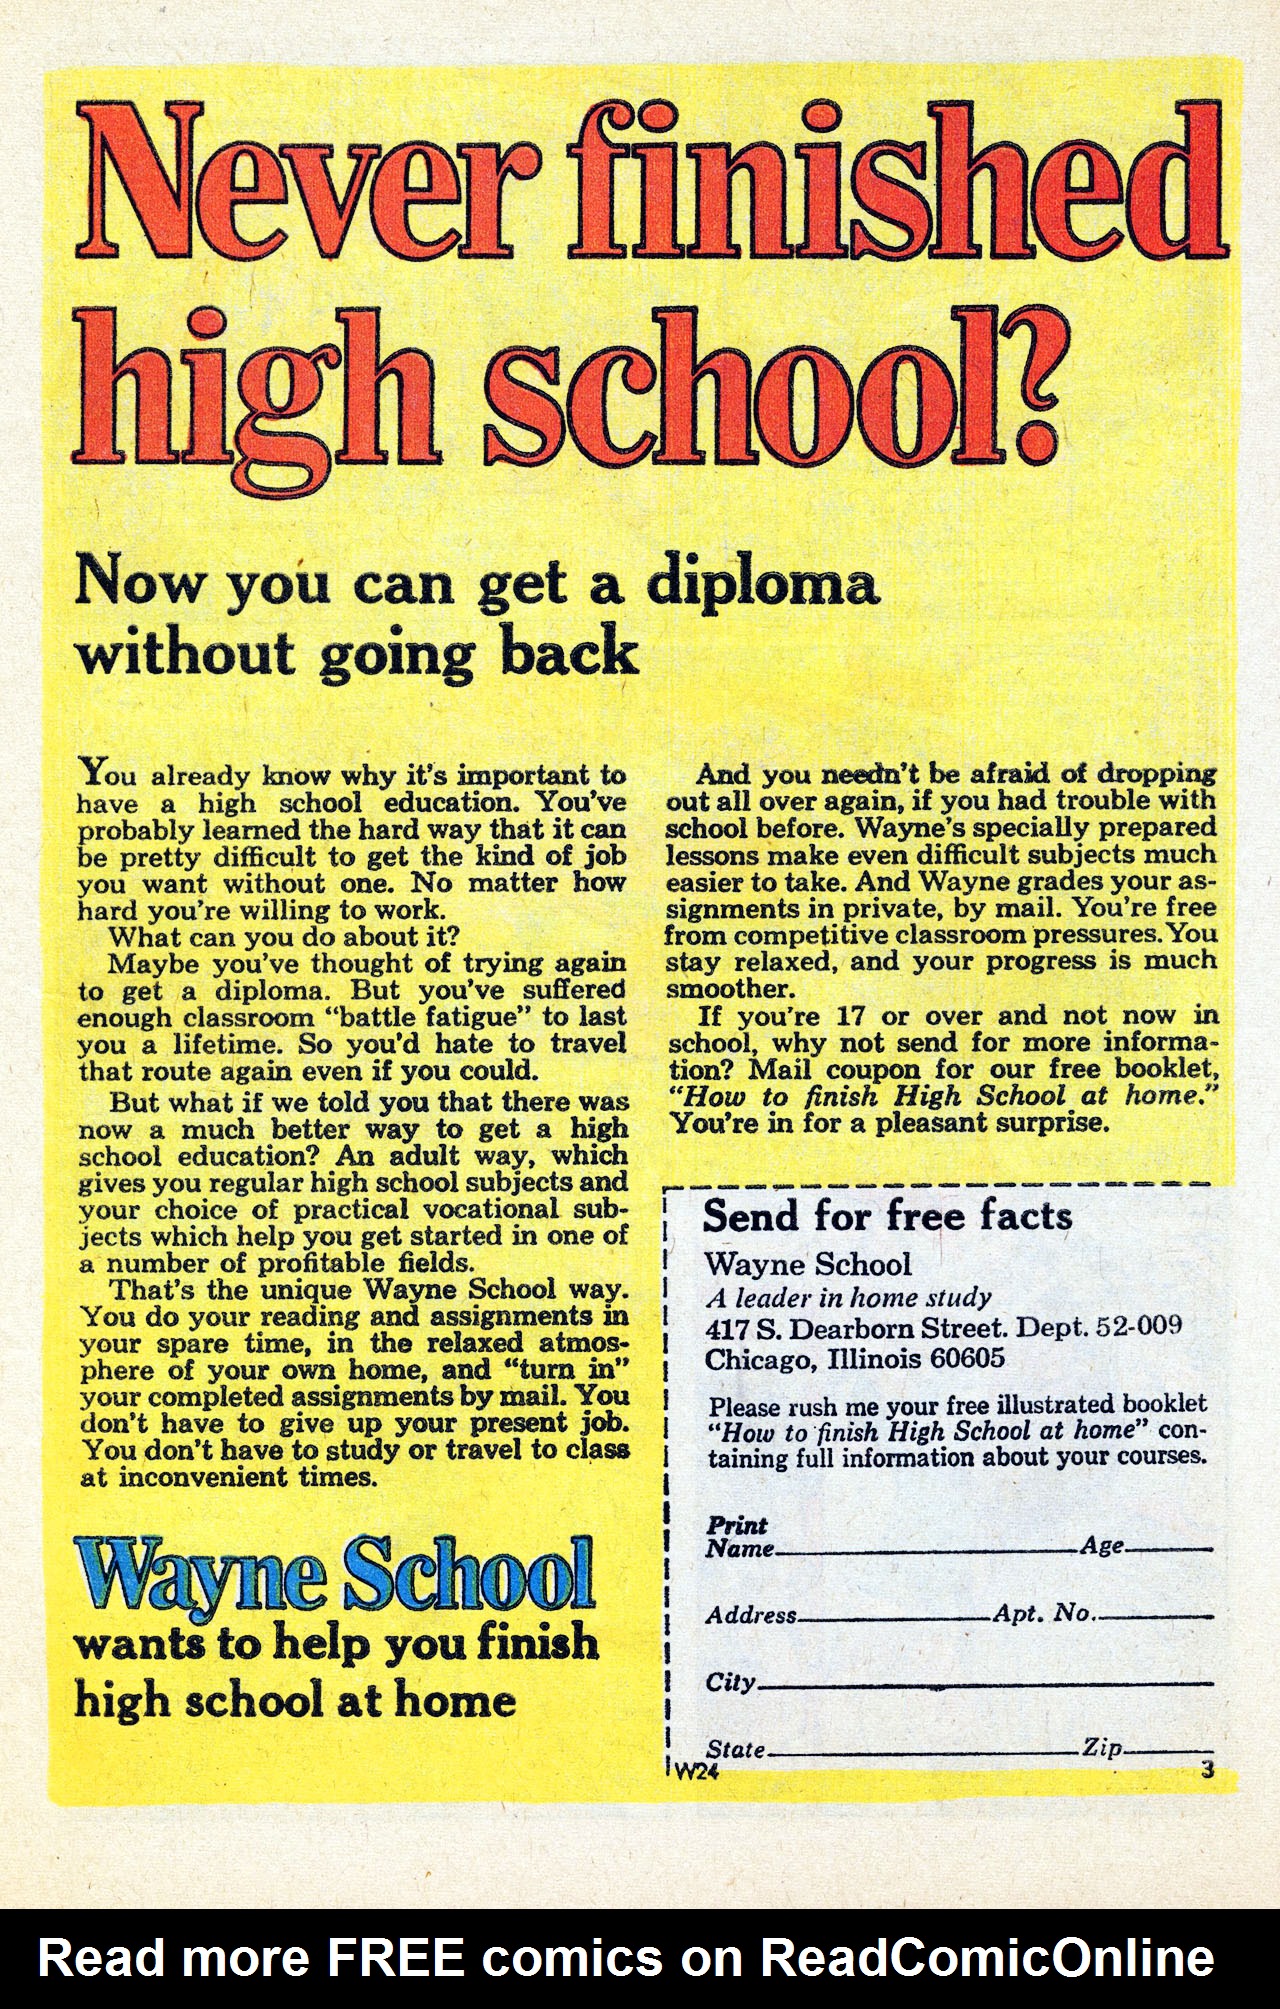 Never finished
high school?
Now you can get a diploma
without going back
You already know why it's important to
have a high school education. You've
probably learned the hard way that it can
be pretty difficult to get the kind of job
you want without one. No matter how
hard you're willing to work.
What can you do about it?
Maybe you've thought of trying again
to get a diploma. But you've suffered
enough classroom "battle fatigue" to last
you a lifetime. So you'd hate to travel
that route again even if you could.
But what if we told you that there was
now a much better way to get a high
school education? An adult way, which
gives you regular high school subjects and
your choice of practical vocational sub-
jects which help you get started in one of
a number of profitable fields.
That's the unique Wayne School way.
You do your reading and assignments in
your spare time, in the relaxed atmos-
phere of your own home, and "turn in"
your completed assignments by mail. You
don't have to give up your present job.
You don't have to study or travel to class
at inconvenient times.
And you needn't be afraid of dropping
out all over again, if you had trouble with
school before. Wayne's specially prepared
lessons make even difficult subjects much
easier to take. And Wayne grades your as-
signments in private, by mail. You're free
from competitive classroom pressures. You
stay relaxed, and your progress is much
smoother.
If you're 17 or over and not now in
school, why not send for more informa-
tion? Mail coupon for our free booklet,
"How to finish High School at home."
You're in for a pleasant surprise.
Wayne School
wants to help you finish
high school at home
Send for free facts
Wayne School
A leader in home study
417 S. Dearborn Street. Dept. 52-009
Chicago, Illinois 60605
Please rush me your free illustrated booklet
"How to finish High School at home" con-
taining full information about your courses.
Print
Name Age
Address Apt. No.
City
State Zip
W24 3
Read more FREE comics on ReadComicOnline